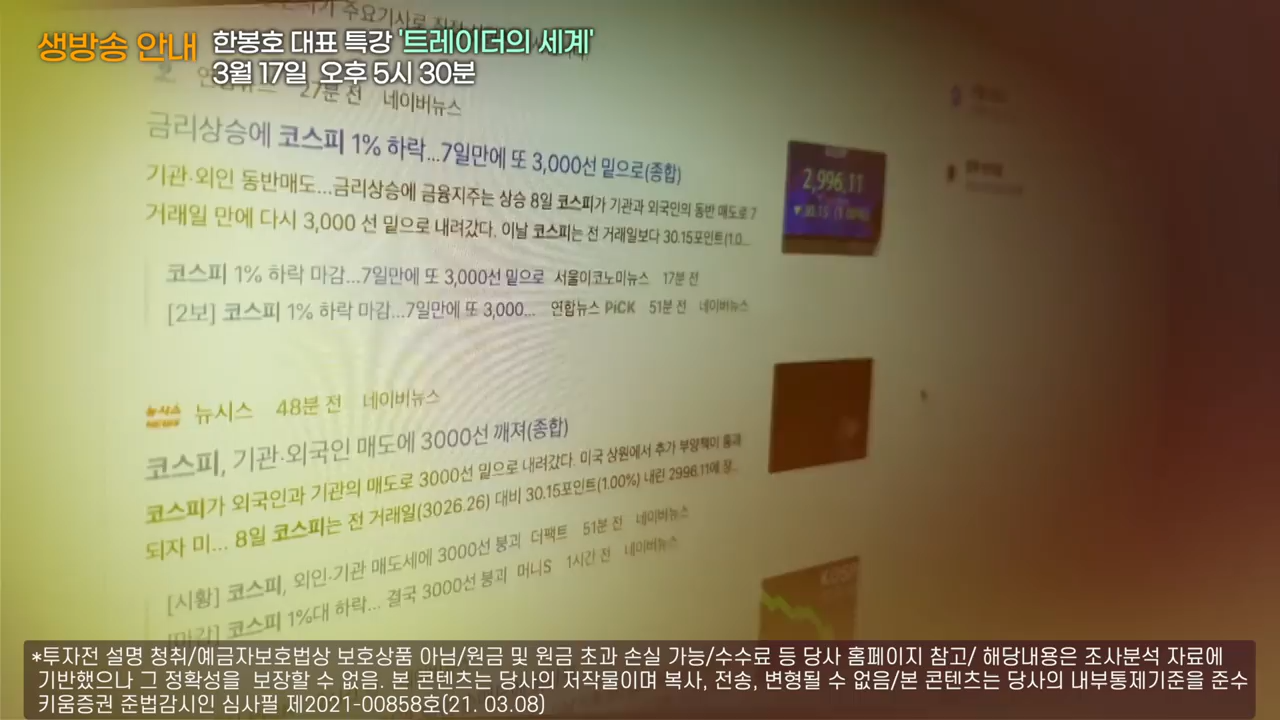 생방송 안내 한봉호 대표 특강 '트레이더의 세계'
3월 17일 오후 5시 30분
주요기사로
연합뉴스 27분 전 네이버뉴스
금리상승에 코스피 1% 하락...7일만에 또 3,000선 밑으로(종합)
기관·외인 동반매도...금리상승에 금융지주는 상승 8일 코스피가 기관과 외국인의 동반 매도로 7
거래일 만에 다시 3,000 선 밑으로 내려갔다. 이날 코스피는 전 거래일보다 30.15포인트(1.0...
2,996.11
▼30.15
코스피 1% 하락 마감...7일만에 또 3,000선 밑으로 서울이코노미뉴스 17분 전
[2보] 코스피 1% 하락 마감...7일만에 또 3,000... 연합뉴스 PiCK 51분 전 네이버뉴스
뉴시스 뉴시스 48분 전 네이버뉴스
코스피, 기관·외국인 매도에 3000선 깨져(종합)
코스피가 외국인과 기관의 매도로 3000선 밑으로 내려갔다. 미국 상원에서 추가 부양책이 통과
되자 미... 8일 코스피는 전 거래일(3026.26) 대비 30.15포인트(1.00%) 내린 2996.11에 장...
[시황] 코스피, 외인·기관 매도세에 3000선 붕괴 더팩트 51분 전 네이버뉴스
[마감] 코스피 1%대 하락... 결국 3000선 붕괴 머니S 1시간 전 네이버뉴스
*투자전 설명 청취/예금자보호법상 보호상품 아님/원금 및 원금 초과 손실 가능/수수료 등 당사 홈페이지 참고/ 해당내용은 조사분석 자료에
기반했으나 그 정확성을 보장할 수 없음. 본 콘텐츠는 당사의 저작물이며 복사, 전송, 변형될 수 없음/본 콘텐츠는 당사의 내부통제기준을 준수
키움증권 준법감시인 심사필 제2021-00858호(21. 03.08)